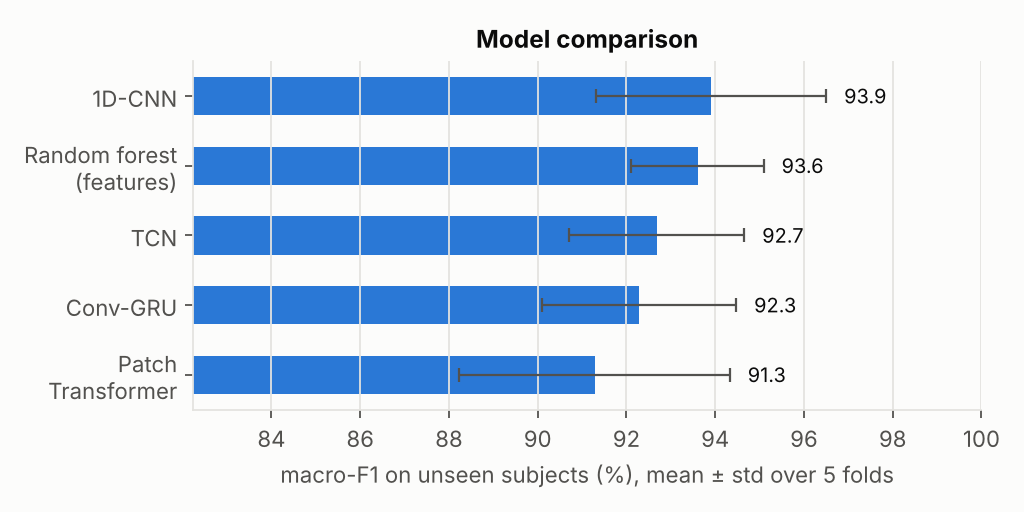 Model comparison
1D-CNN
93.9
Random forest
(features)
93.6
TCN
92.7
Conv-GRU
92.3
Patch
Transformer
91.3
84 86 88 90 92 94 96 98 100
macro-F1 on unseen subjects (%), mean ± std over 5 folds